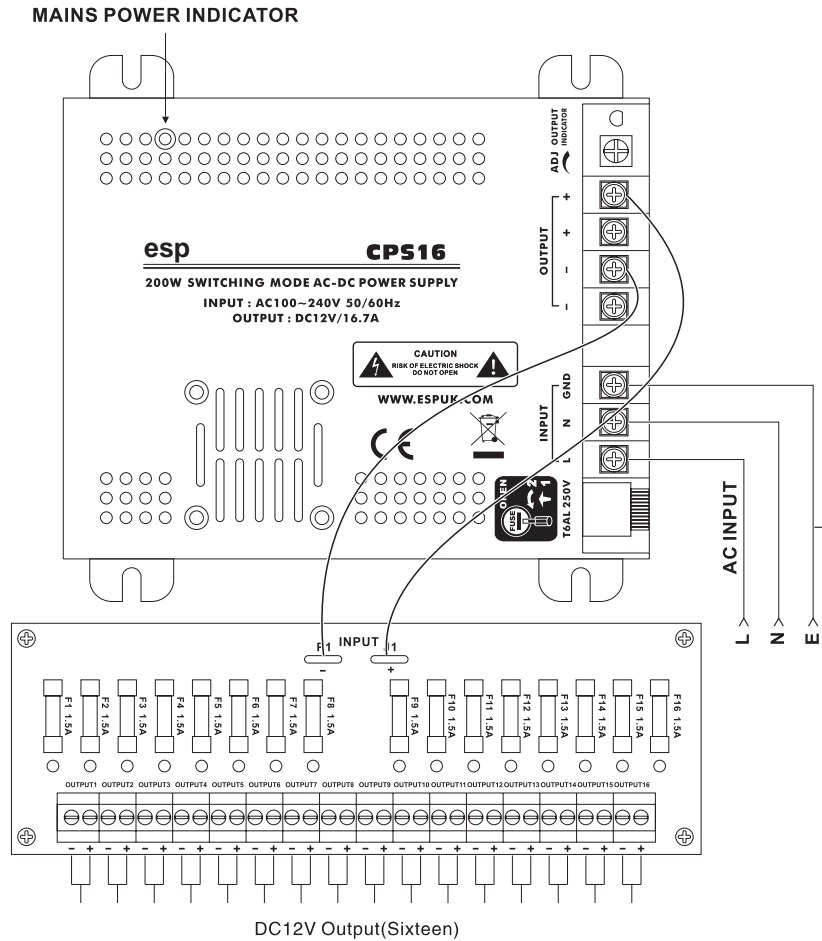 MAINS POWER INDICATOR
ADJ OUTPUT INDICATOR
+
+
OUTPUT
−
−
esp CPS16
200W SWITCHING MODE AC-DC POWER SUPPLY
INPUT : AC100~240V 50/60Hz
OUTPUT : DC12V/16.7A
CAUTION
RISK OF ELECTRIC SHOCK
DO NOT OPEN
WWW.ESPUK.COM
INPUT
GND
N
L
CE
OPEN
2
1
FUSE
T6AL 250V
AC INPUT
L
N
E
INPUT
−
+
F1 1.5A
F2 1.5A
F3 1.5A
F4 1.5A
F5 1.5A
F6 1.5A
F7 1.5A
F8 1.5A
F9 1.5A
F10 1.5A
F11 1.5A
F12 1.5A
F13 1.5A
F14 1.5A
F15 1.5A
F16 1.5A
OUTPUT1 OUTPUT2 OUTPUT3 OUTPUT4 OUTPUT5 OUTPUT6 OUTPUT7 OUTPUT8 OUTPUT9 OUTPUT10 OUTPUT11 OUTPUT12 OUTPUT13 OUTPUT14 OUTPUT15 OUTPUT16
− + − + − + − + − + − + − + − + − + − + − + − + − + − + − + − +
DC12V Output(Sixteen)